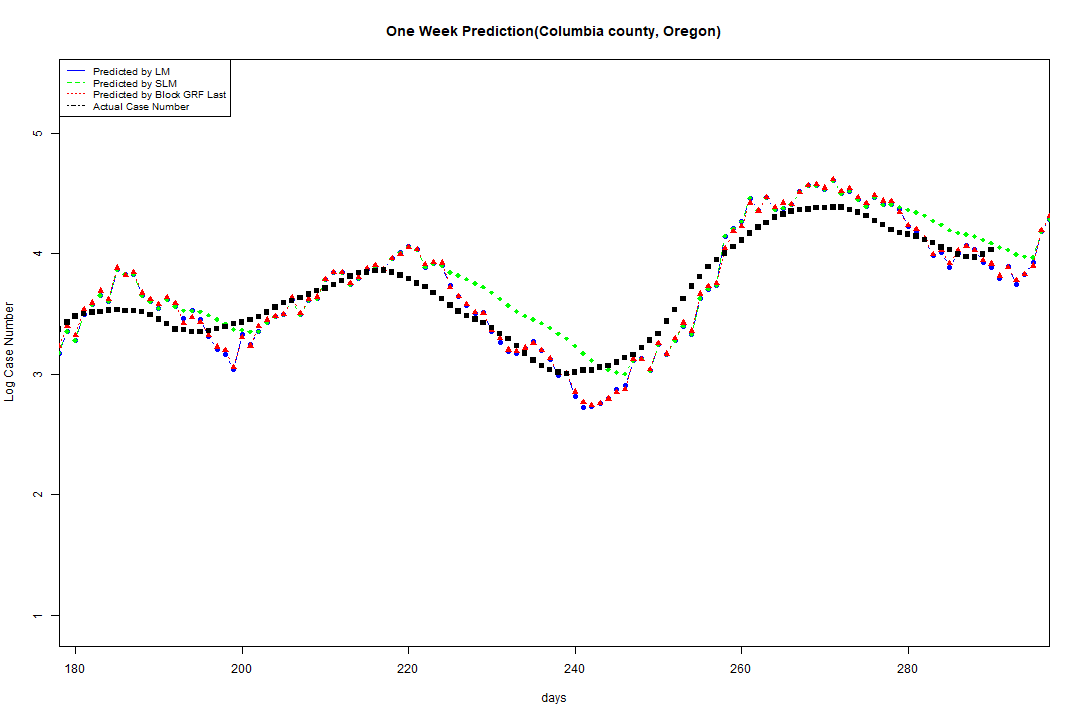 One Week Prediction(Columbia county, Oregon)
Predicted by LM
Predicted by SLM
Predicted by Block GRF Last
Actual Case Number
5
4
3
2
1
Log Case Number
180 200 220 240 260 280
days